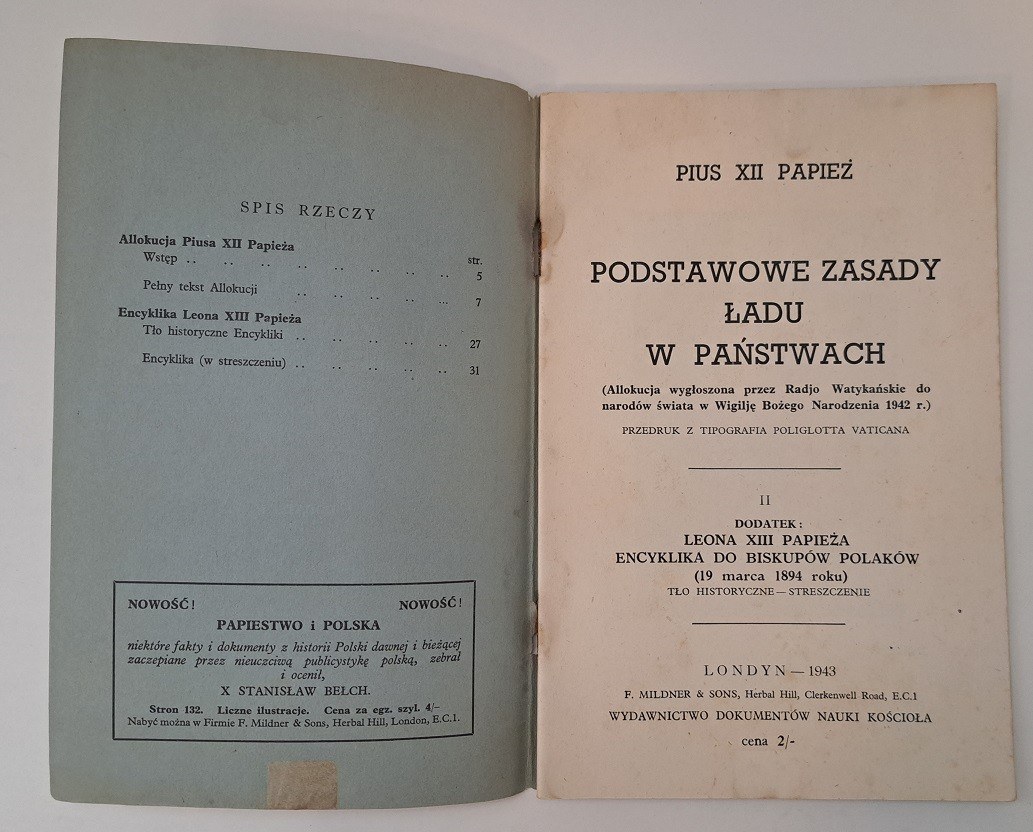 SPIS RZECZY
Allokucja Piusa XII Papieża
str.
Wstęp .. .. .. .. .. .. .. .. 5
Pełny tekst Allokucji .. .. .. .. ... 7
Encyklika Leona XIII Papieża
Tło historyczne Encykliki .. .. .. .. .. 27
Encyklika (w streszczeniu) .. .. .. .. .. 31
NOWOŚĆ! NOWOŚĆ!
PAPIESTWO i POLSKA
niektóre fakty i dokumenty z historii Polski dawnej i bieżącej
zaczepiane przez nieuczciwą publicystykę polską, zebrał
i ocenił,
X STANISŁAW BEŁCH.
Stron 132. Liczne ilustracje. Cena za egz. szyl. 4/-
Nabyć można w Firmie F. Mildner & Sons, Herbal Hill, London, E.C.1.
PIUS XII PAPIEŻ
PODSTAWOWE ZASADY
ŁADU
W PAŃSTWACH
(Allokucja wygłoszona przez Radjo Watykańskie do
narodów świata w Wigilję Bożego Narodzenia 1942 r.)
PRZEDRUK Z TIPOGRAFIA POLIGLOTTA VATICANA
II
DODATEK:
LEONA XIII PAPIEŻA
ENCYKLIKA DO BISKUPÓW POLAKÓW
(19 marca 1894 roku)
TŁO HISTORYCZNE—STRESZCZENIE
LONDYN—1943
F. MILDNER & SONS, Herbal Hill, Clerkenwell Road, E.C.1
WYDAWNICTWO DOKUMENTÓW NAUKI KOŚCIOŁA
cena 2/-